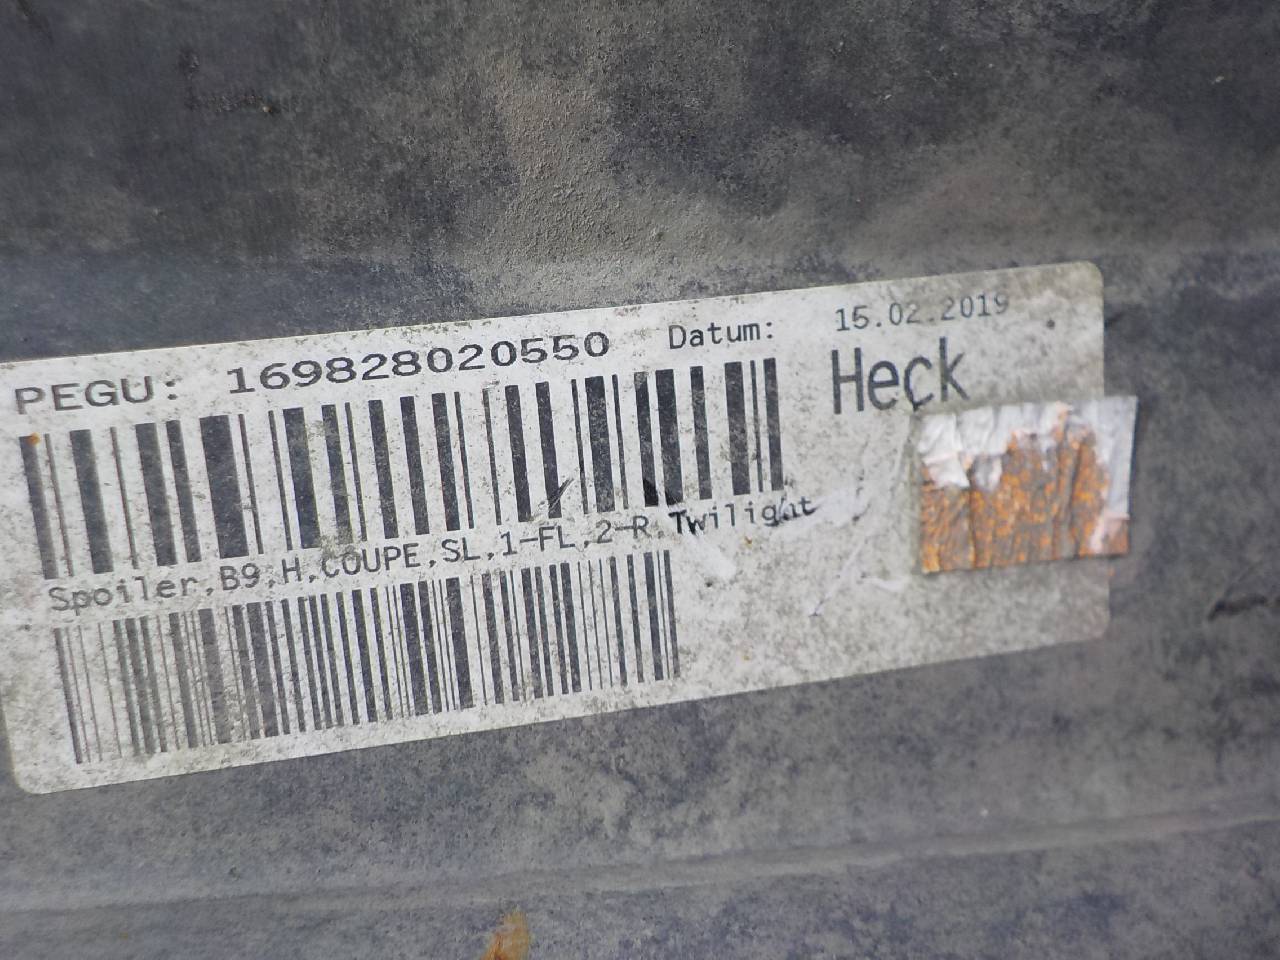 PEGU: 169828020550 Datum: 15.02.2019
Heck
Spoiler,B9,H,COUPE,SL,1-FL,2-R,Twilight